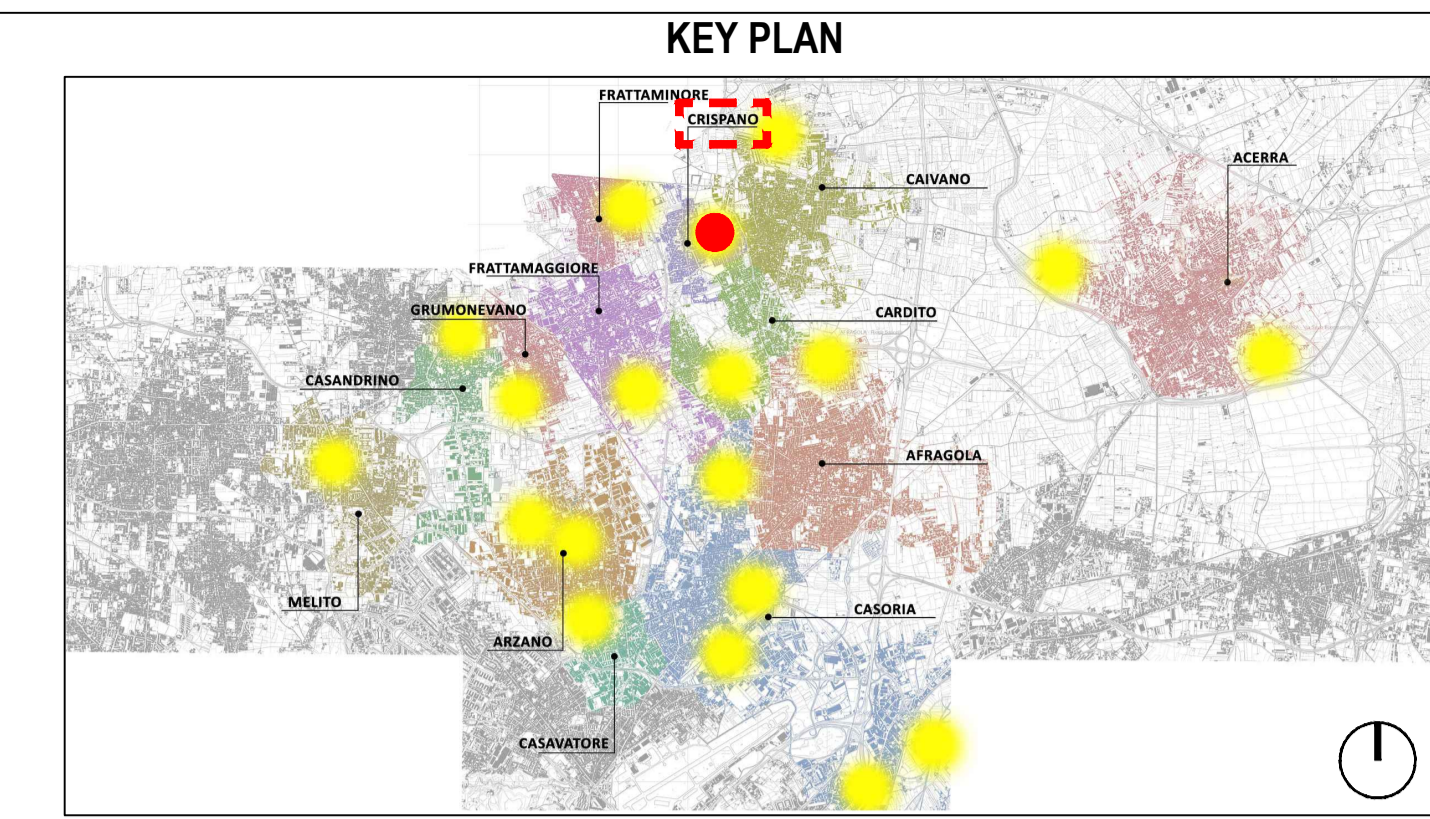 KEY PLAN
FRATTAMINORE
CRISPANO
ACERRA
CAIVANO
FRATTAMAGGIORE
GRUMONEVANO
CARDITO
CASANDRINO
AFRAGOLA
MELITO
CASORIA
ARZANO
CASAVATORE